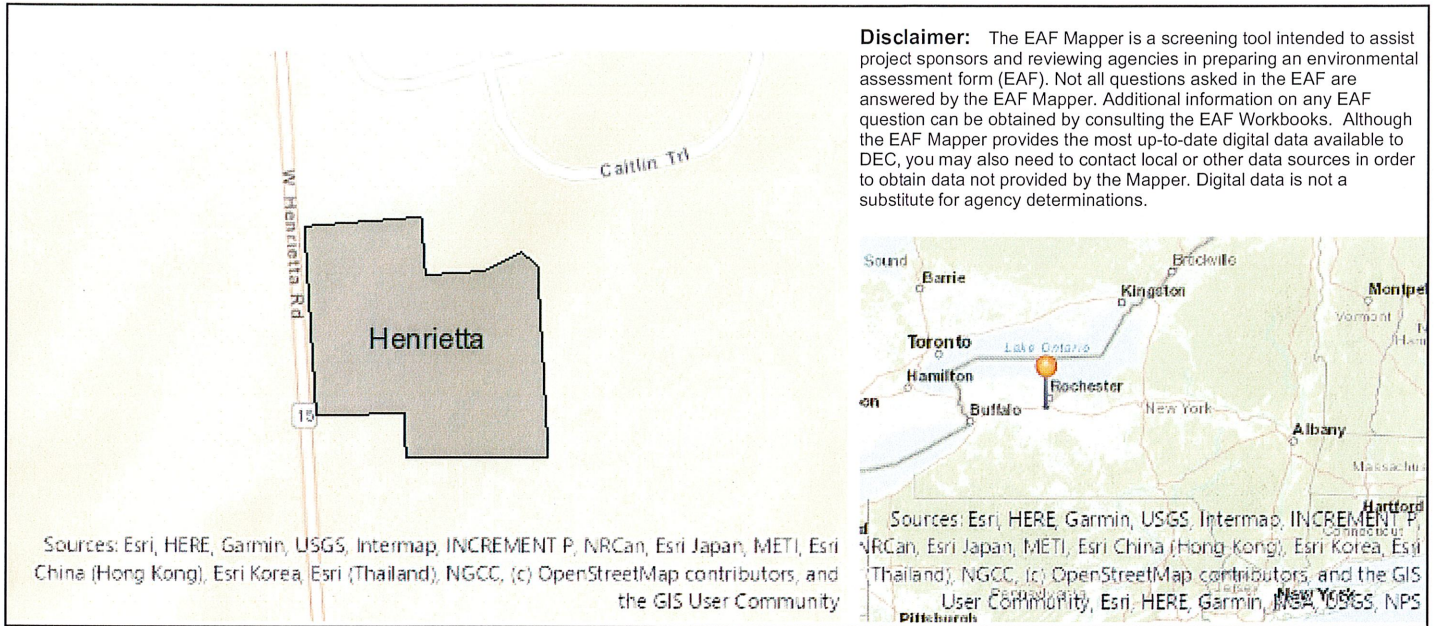 W Henrietta Rd
Caitlin Trl
Henrietta
15
Sources: Esri, HERE, Garmin, USGS, Intermap, INCREMENT P, NRCan, Esri Japan, METI, Esri
China (Hong Kong), Esri Korea, Esri (Thailand), NGCC, (c) OpenStreetMap contributors, and
the GIS User Community
Disclaimer: The EAF Mapper is a screening tool intended to assist
project sponsors and reviewing agencies in preparing an environmental
assessment form (EAF). Not all questions asked in the EAF are
answered by the EAF Mapper. Additional information on any EAF
question can be obtained by consulting the EAF Workbooks. Although
the EAF Mapper provides the most up-to-date digital data available to
DEC, you may also need to contact local or other data sources in order
to obtain data not provided by the Mapper. Digital data is not a
substitute for agency determinations.
Sound
Barrie
Brockville
Kingston
Montpel
Vermont
Toronto
Lake Ontario
Hamilton
Rochester
Buffalo
New York
Albany
Massachus
Hartford
Connecticut
Sources: Esri, HERE, Garmin, USGS, Intermap, INCREMENT P,
NRCan, Esri Japan, METI, Esri China (Hong Kong), Esri Korea, Esri
(Thailand), NGCC, (c) OpenStreetMap contributors, and the GIS
User Community, Esri, HERE, Garmin, NGA, USGS, NPS
Pennsylvania
New York
Pittsburgh